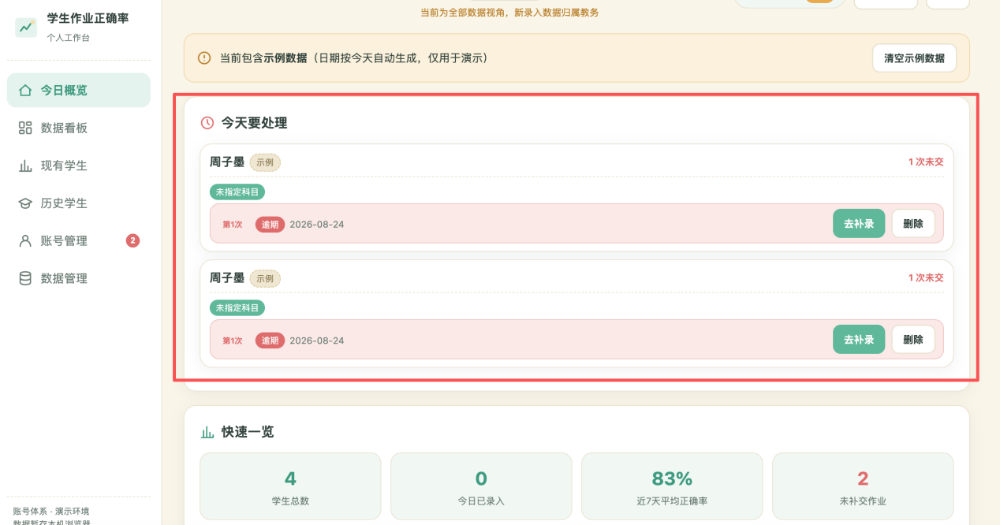 学生作业正确率
个人工作台
今日概览
数据看板
现有学生
历史学生
账号管理 2
数据管理
账号体系 · 演示环境
数据暂存本机浏览器
当前为全部数据视角，新录入数据归属教务
当前包含示例数据（日期按今天自动生成，仅用于演示） 清空示例数据
今天要处理
周子墨 示例 1 次未交
未指定科目
第1次 逾期 2026-08-24 去补录 删除
周子墨 示例 1 次未交
未指定科目
第1次 逾期 2026-08-24 去补录 删除
快速一览
4 0 83% 2
学生总数 今日已录入 近7天平均正确率 未补交作业